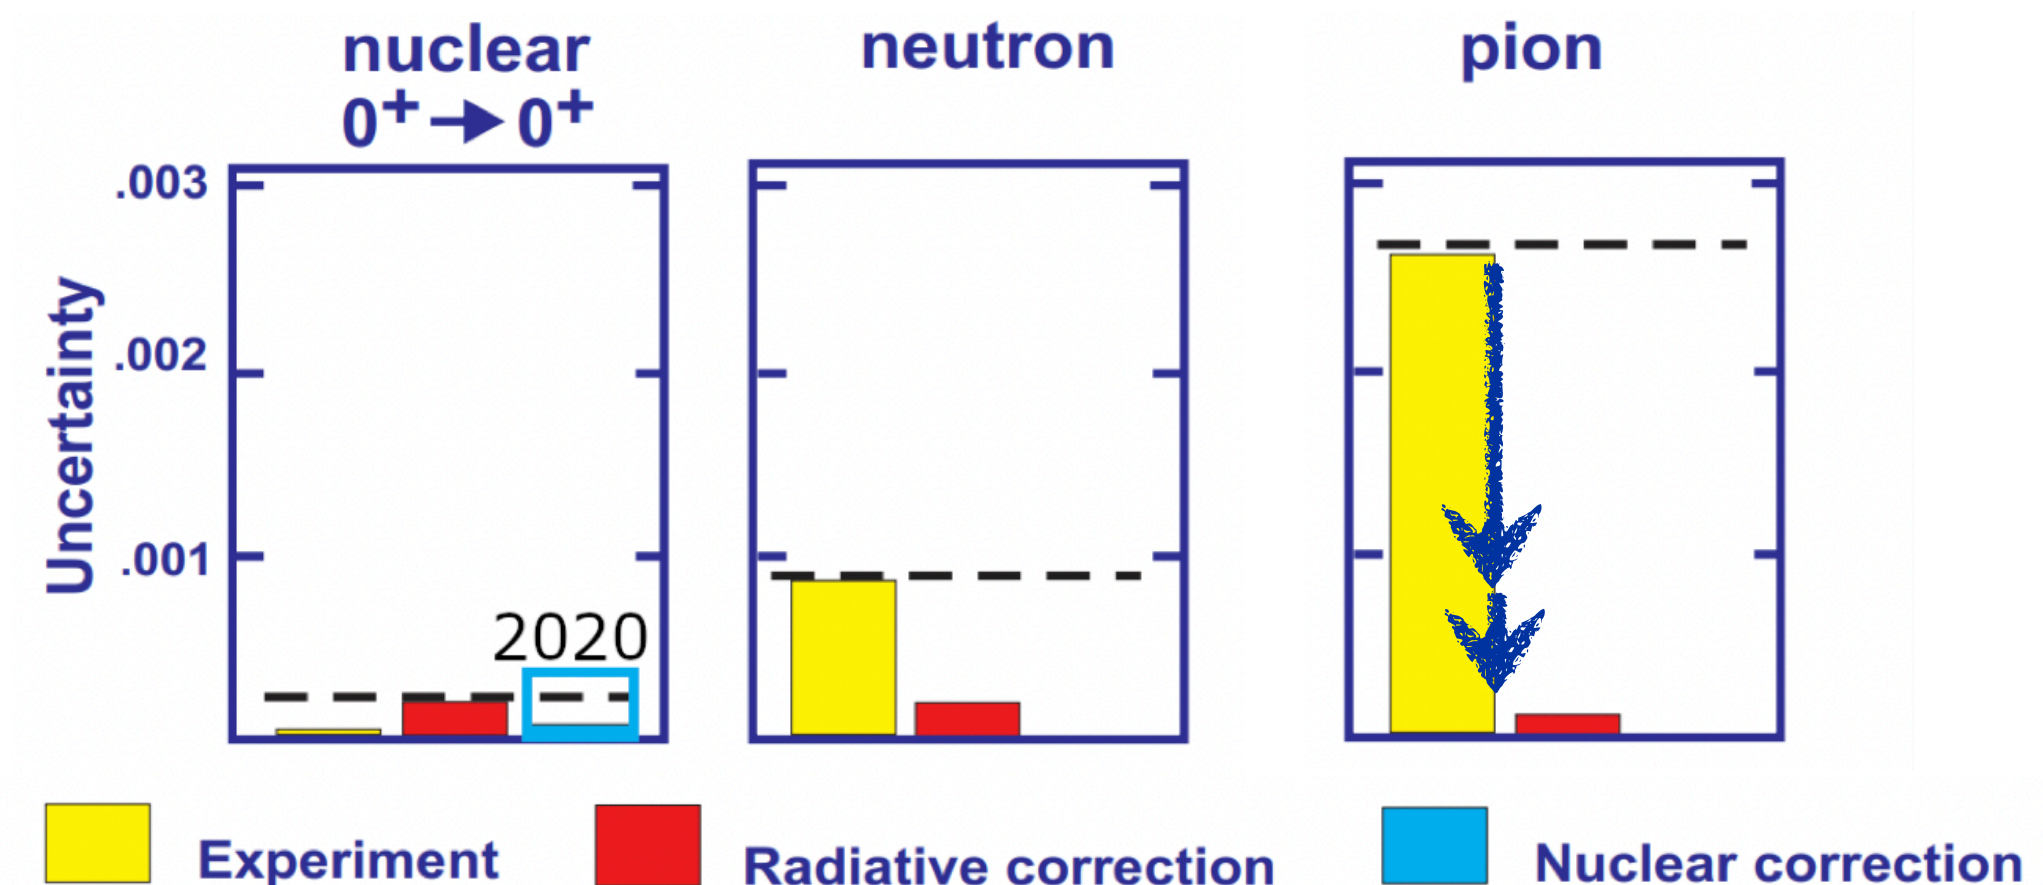 nuclear
0⁺→0⁺
neutron
pion
Uncertainty
.003
.002
.001
2020
Experiment
Radiative correction
Nuclear correction